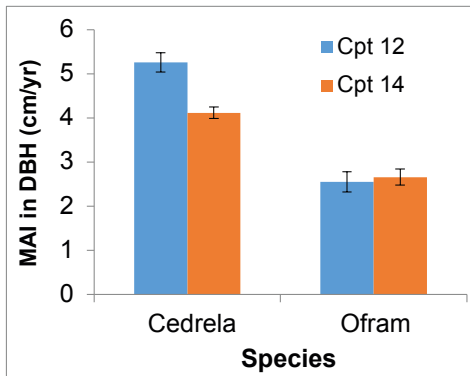 MAI in DBH (cm/yr)
6
5
4
3
2
1
0
Cpt 12
Cpt 14
Cedrela
Ofram
Species